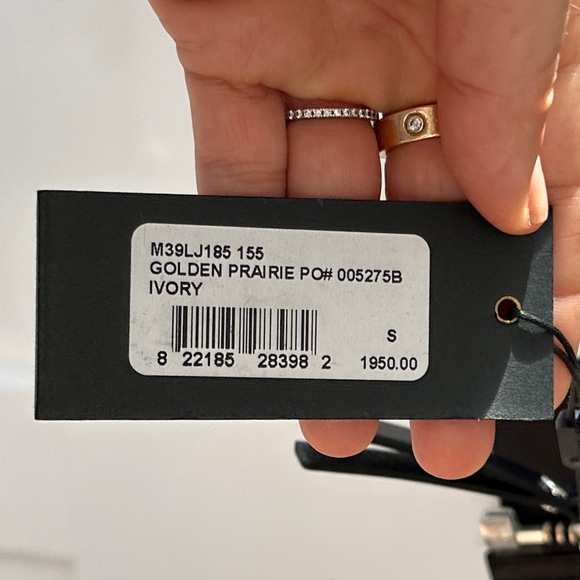 M39LJ185 155
GOLDEN PRAIRIE PO# 005275B
IVORY
S
8 22185 28398 2 1950.00